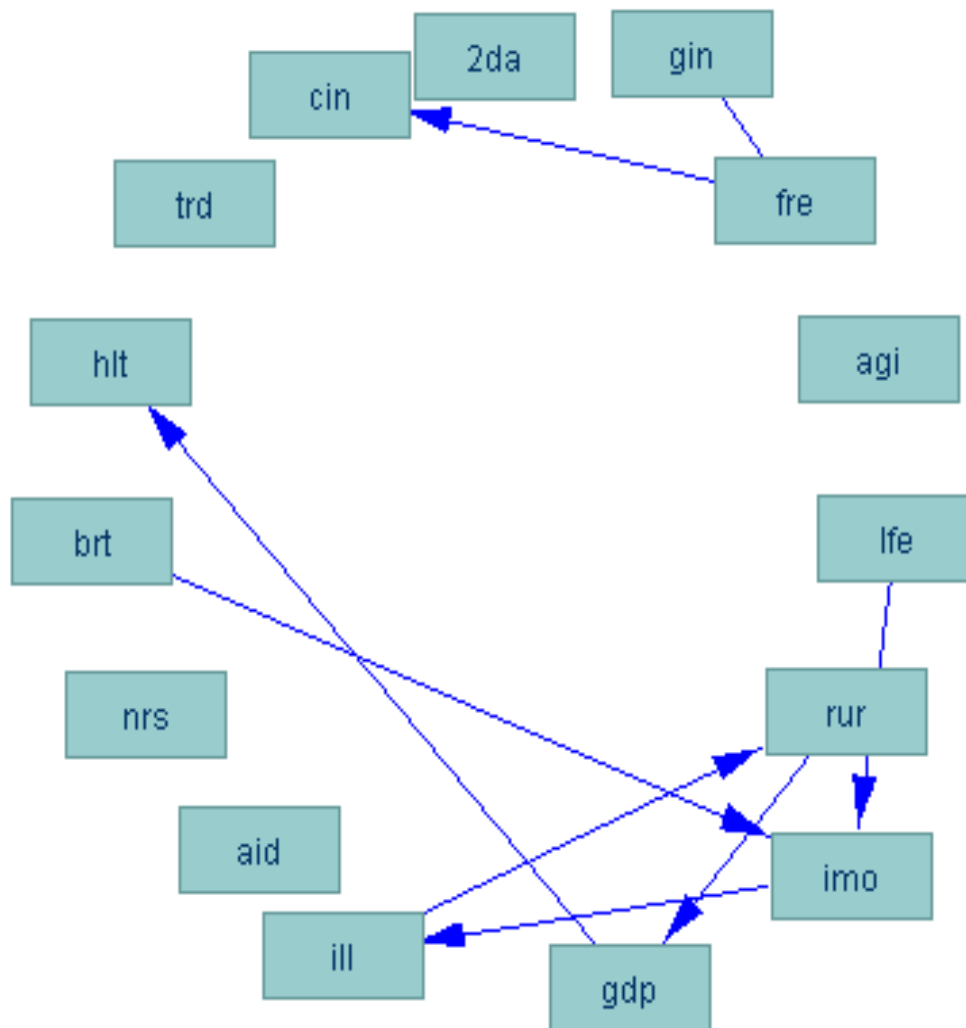 2da
gin
cin
fre
trd
hlt
agi
brt
lfe
nrs
rur
aid
imo
ill
gdp